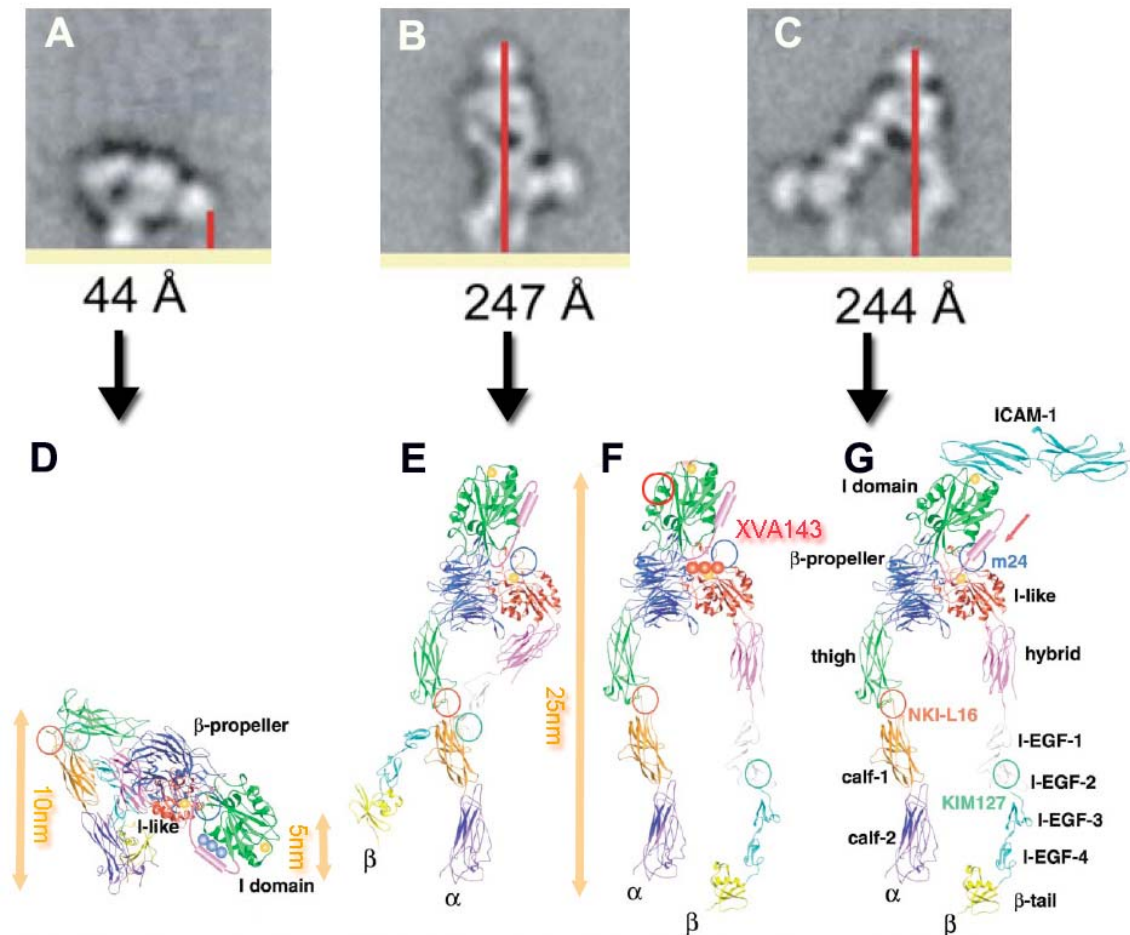 A
B
C
44 Å
247 Å
244 Å
D
E
F
G
ICAM-1
I domain
XVA143
m24
β-propeller
I-like
thigh
hybrid
25nm
NKI-L16
β-propeller
I-EGF-1
calf-1
I-EGF-2
10nm
KIM127
I-like
5nm
calf-2
I-EGF-3
I-EGF-4
I domain
β
α
α
β
α
β
β-tail